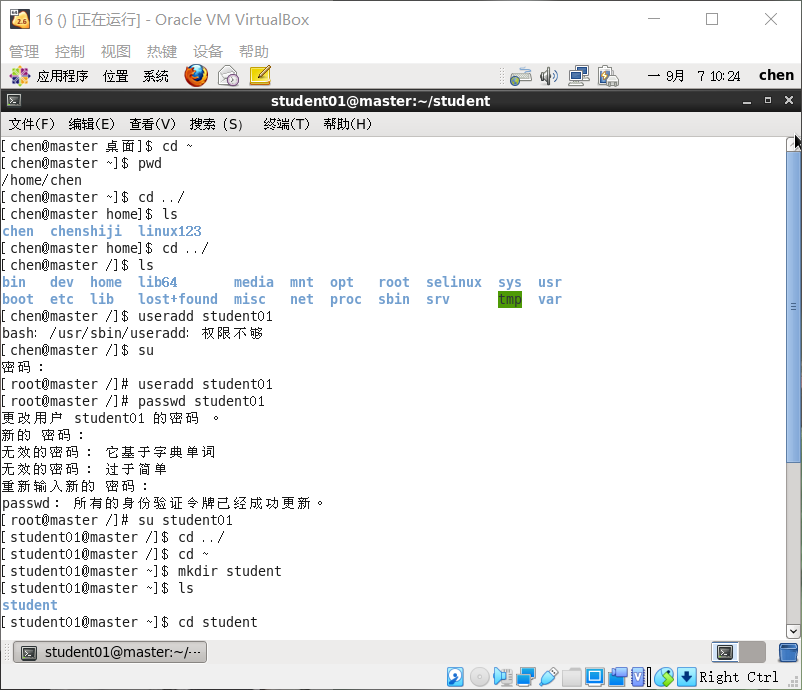 16 () [正在运行] - Oracle VM VirtualBox
管理 控制 视图 热键 设备 帮助
应用程序 位置 系统 一 9月 7 10:24 chen
student01@master:~/student
文件(F) 编辑(E) 查看(V) 搜索 (S) 终端(T) 帮助(H)
[chen@master 桌面]$ cd ~
[chen@master ~]$ pwd
/home/chen
[chen@master ~]$ cd ../
[chen@master home]$ ls
chen chenshiji linux123
[chen@master home]$ cd ../
[chen@master /]$ ls
bin dev home lib64 media mnt opt root selinux sys usr
boot etc lib lost+found misc net proc sbin srv tmp var
[chen@master /]$ useradd student01
bash: /usr/sbin/useradd: 权限不够
[chen@master /]$ su
密码：
[root@master /]# useradd student01
[root@master /]# passwd student01
更改用户 student01 的密码 。
新的 密码：
无效的密码： 它基于字典单词
无效的密码： 过于简单
重新输入新的 密码：
passwd： 所有的身份验证令牌已经成功更新。
[root@master /]# su student01
[student01@master /]$ cd ../
[student01@master /]$ cd ~
[student01@master ~]$ mkdir student
[student01@master ~]$ ls
student
[student01@master ~]$ cd student
student01@master:~/···
Right Ctrl